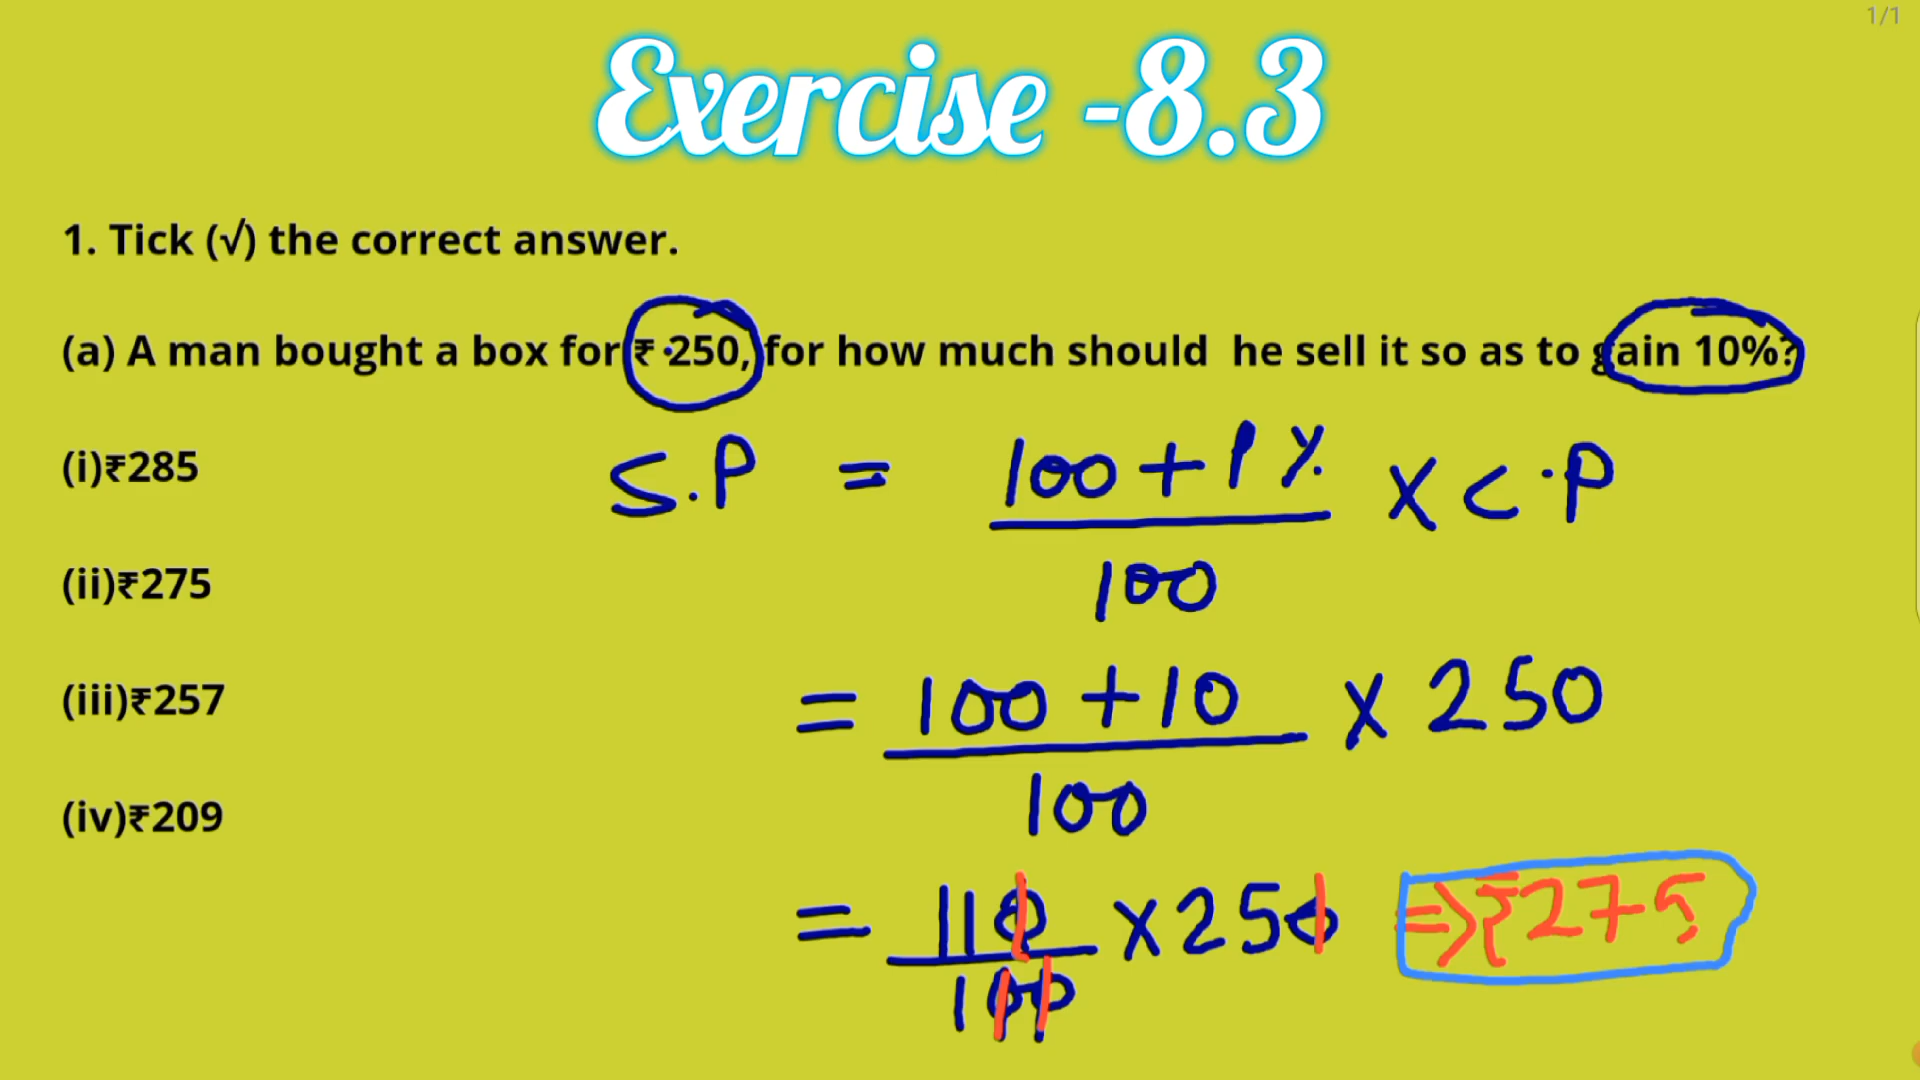 1/1
Exercise -8.3
1. Tick (√) the correct answer.
(a) A man bought a box for ₹ 250, for how much should he sell it so as to gain 10%?
(i)₹285
(ii)₹275
(iii)₹257
(iv)₹209
S.P = 100 + P% × C.P
100
= 100 + 10 × 250
100
= 110 × 250 => ₹275
100